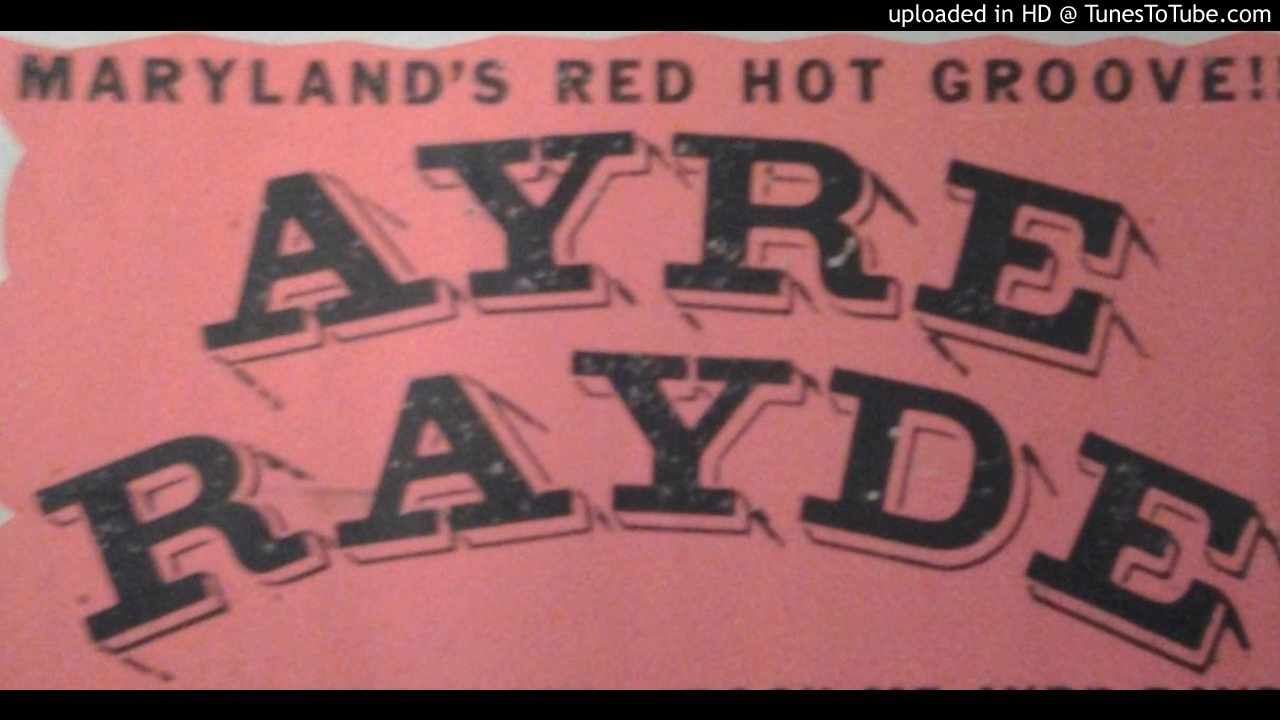 uploaded in HD @ TunesToTube.com
MARYLAND'S RED HOT GROOVE!!
AYRE
RAYDE